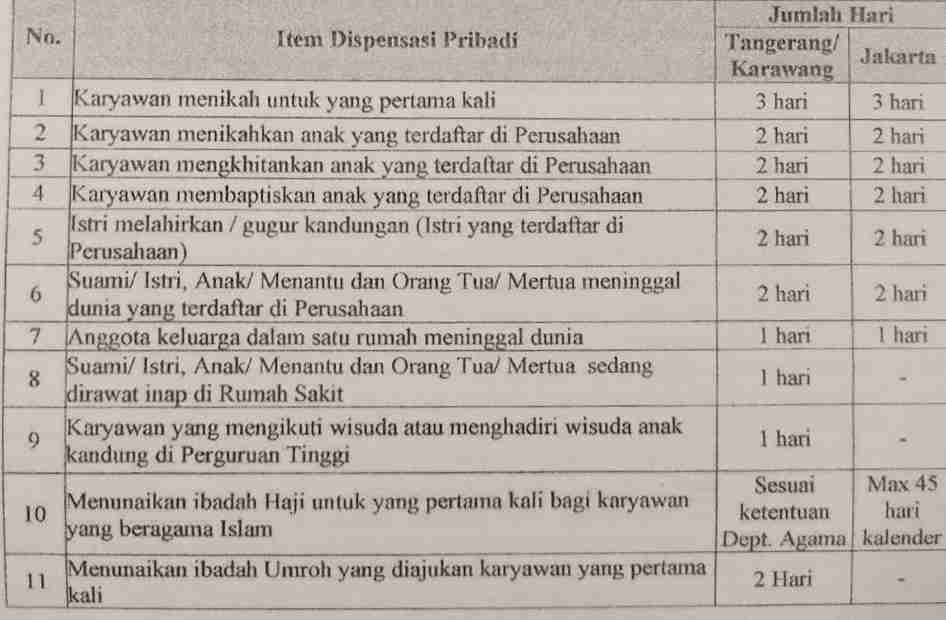 No. Item Dispensasi Pribadi Jumlah Hari
Tangerang/ Karawang Jakarta
1 Karyawan menikah untuk yang pertama kali 3 hari 3 hari
2 Karyawan menikahkan anak yang terdaftar di Perusahaan 2 hari 2 hari
3 Karyawan mengkhitankan anak yang terdaftar di Perusahaan 2 hari 2 hari
4 Karyawan membaptiskan anak yang terdaftar di Perusahaan 2 hari 2 hari
5 Istri melahirkan / gugur kandungan (Istri yang terdaftar di
Perusahaan) 2 hari 2 hari
6 Suami/ Istri, Anak/ Menantu dan Orang Tua/ Mertua meninggal
dunia yang terdaftar di Perusahaan 2 hari 2 hari
7 Anggota keluarga dalam satu rumah meninggal dunia 1 hari 1 hari
8 Suami/ Istri, Anak/ Menantu dan Orang Tua/ Mertua sedang
dirawat inap di Rumah Sakit 1 hari -
9 Karyawan yang mengikuti wisuda atau menghadiri wisuda anak
kandung di Perguruan Tinggi 1 hari -
10 Menunaikan ibadah Haji untuk yang pertama kali bagi karyawan
yang beragama Islam
Sesuai
ketentuan
Dept. Agama
Max 45
hari
kalender
11 Menunaikan ibadah Umroh yang diajukan karyawan yang pertama
kali 2 Hari -